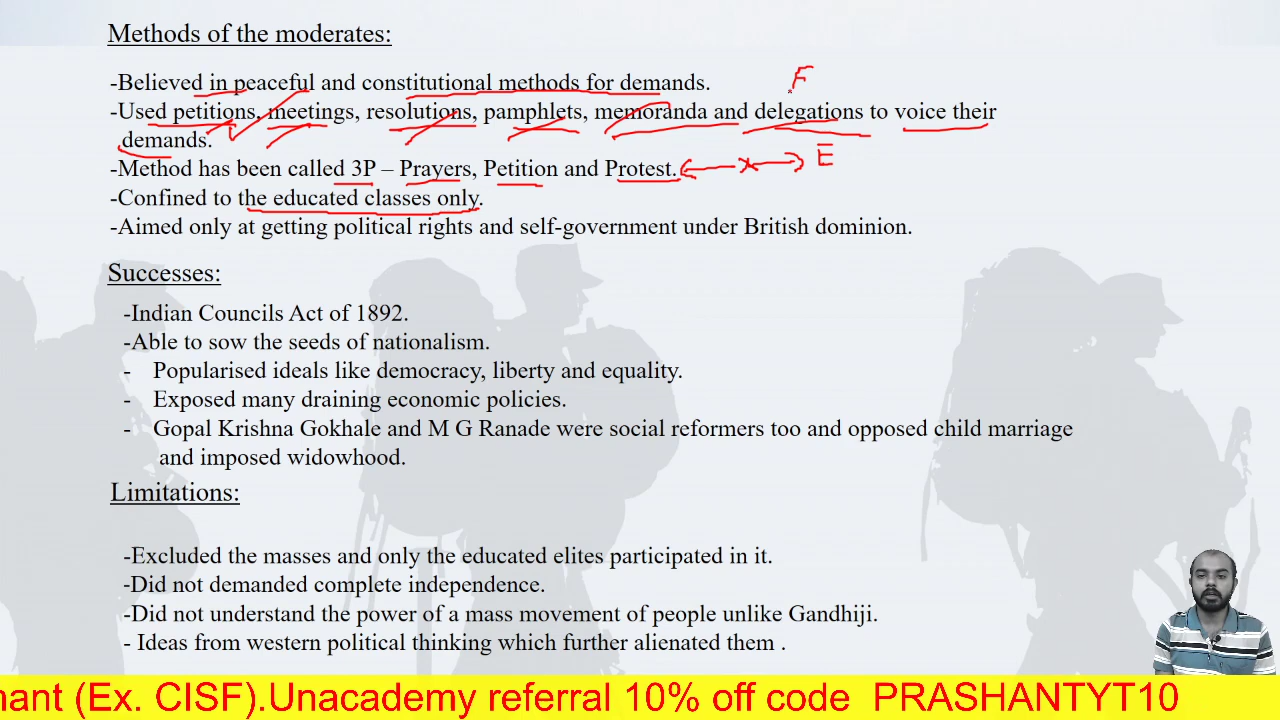 Methods of the moderates:
-Believed in peaceful and constitutional methods for demands.
F
-Used petitions, meetings, resolutions, pamphlets, memoranda and delegations to voice their
demands.
-Method has been called 3P – Prayers, Petition and Protest.
E
-Confined to the educated classes only.
-Aimed only at getting political rights and self-government under British dominion.
Successes:
-Indian Councils Act of 1892.
-Able to sow the seeds of nationalism.
- Popularised ideals like democracy, liberty and equality.
- Exposed many draining economic policies.
- Gopal Krishna Gokhale and M G Ranade were social reformers too and opposed child marriage
and imposed widowhood.
Limitations:
-Excluded the masses and only the educated elites participated in it.
-Did not demanded complete independence.
-Did not understand the power of a mass movement of people unlike Gandhiji.
- Ideas from western political thinking which further alienated them .
hant (Ex. CISF).Unacademy referral 10% off code PRASHANTYT10